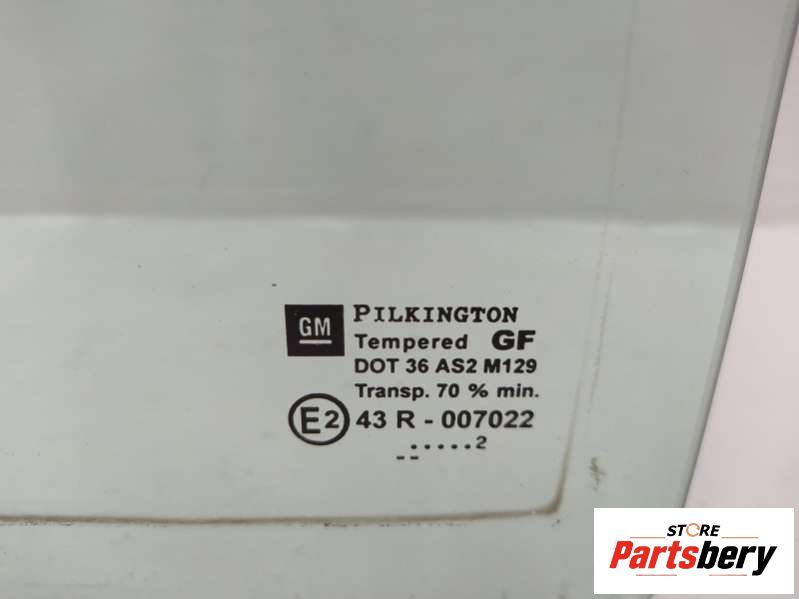 GM
PILKINGTON
Tempered GF
DOT 36 AS2 M129
Transp. 70 % min.
E2 43 R - 007022
.....2
--
STORE
Partsbery